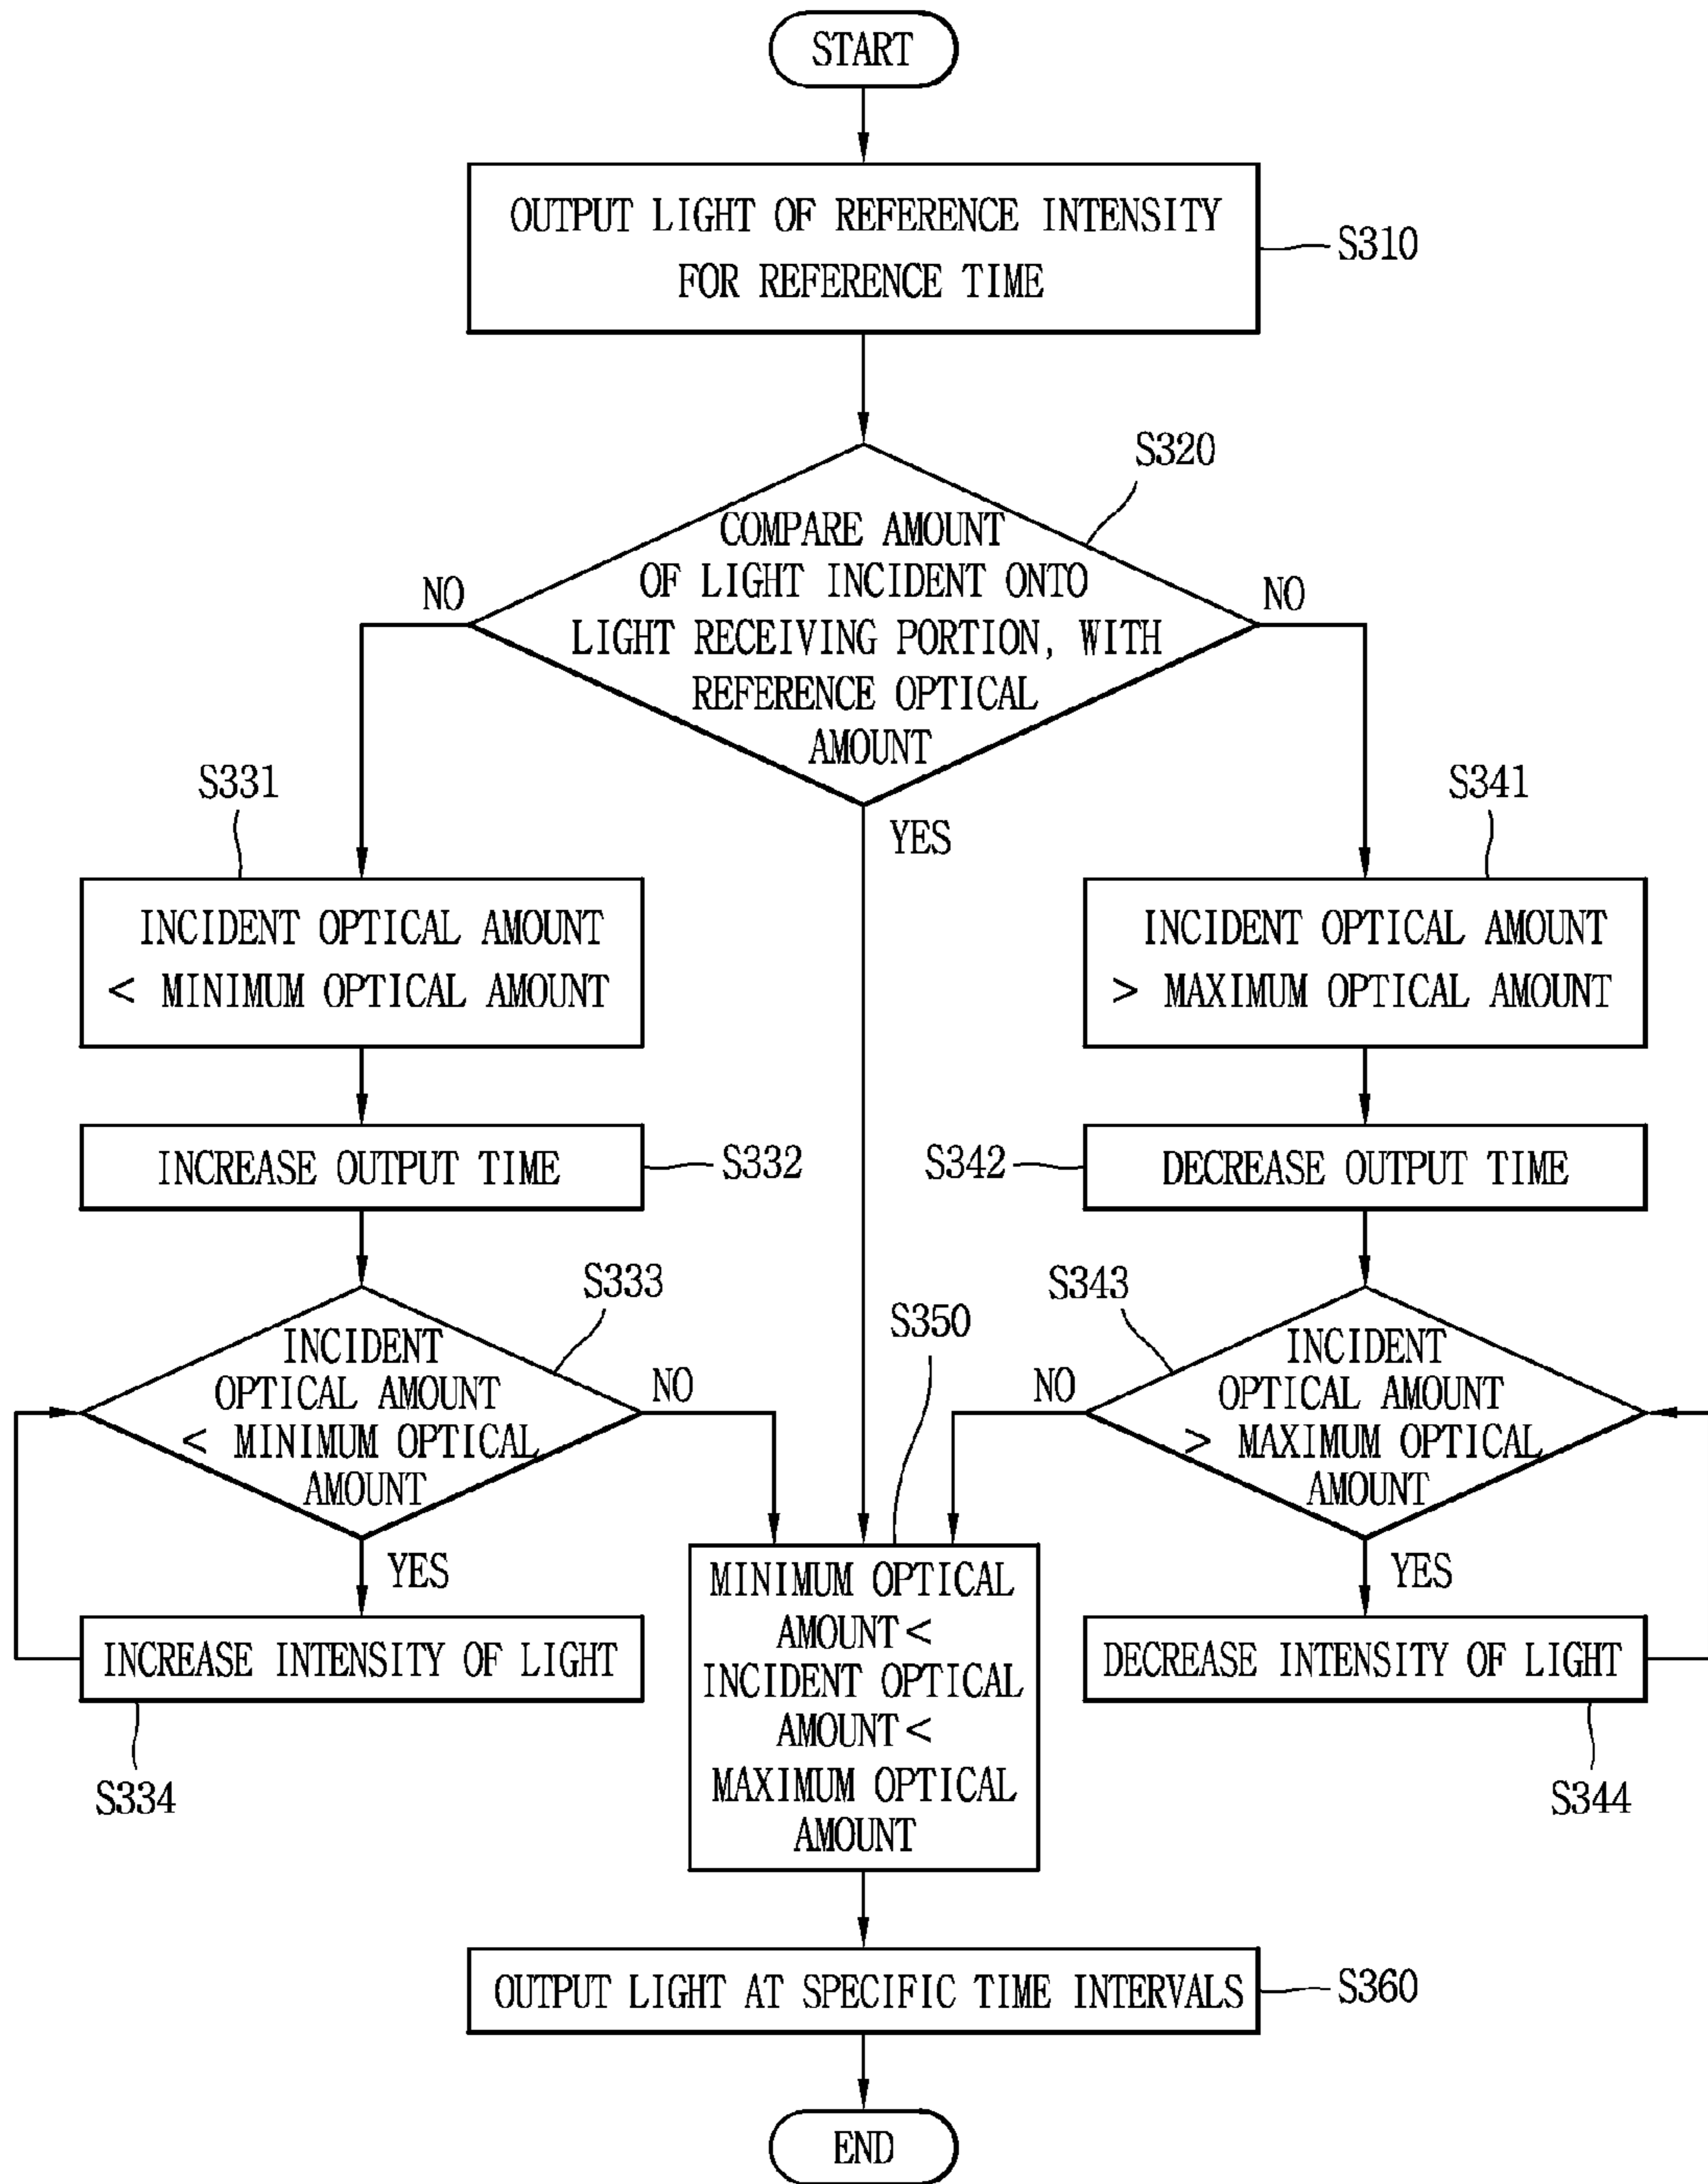 START
OUTPUT LIGHT OF REFERENCE INTENSITY
FOR REFERENCE TIME
S310
S320
COMPARE AMOUNT
OF LIGHT INCIDENT ONTO
LIGHT RECEIVING PORTION, WITH
REFERENCE OPTICAL
AMOUNT
NO
NO
YES
S331
S341
INCIDENT OPTICAL AMOUNT
< MINIMUM OPTICAL AMOUNT
INCIDENT OPTICAL AMOUNT
> MAXIMUM OPTICAL AMOUNT
INCREASE OUTPUT TIME
S332
S342
DECREASE OUTPUT TIME
S333
S343
S350
INCIDENT
OPTICAL AMOUNT
< MINIMUM OPTICAL
AMOUNT
NO
NO
INCIDENT
OPTICAL AMOUNT
> MAXIMUM OPTICAL
AMOUNT
YES
YES
INCREASE INTENSITY OF LIGHT
S334
MINIMUM OPTICAL
AMOUNT<
INCIDENT OPTICAL
AMOUNT<
MAXIMUM OPTICAL
AMOUNT
DECREASE INTENSITY OF LIGHT
S344
OUTPUT LIGHT AT SPECIFIC TIME INTERVALS
S360
END